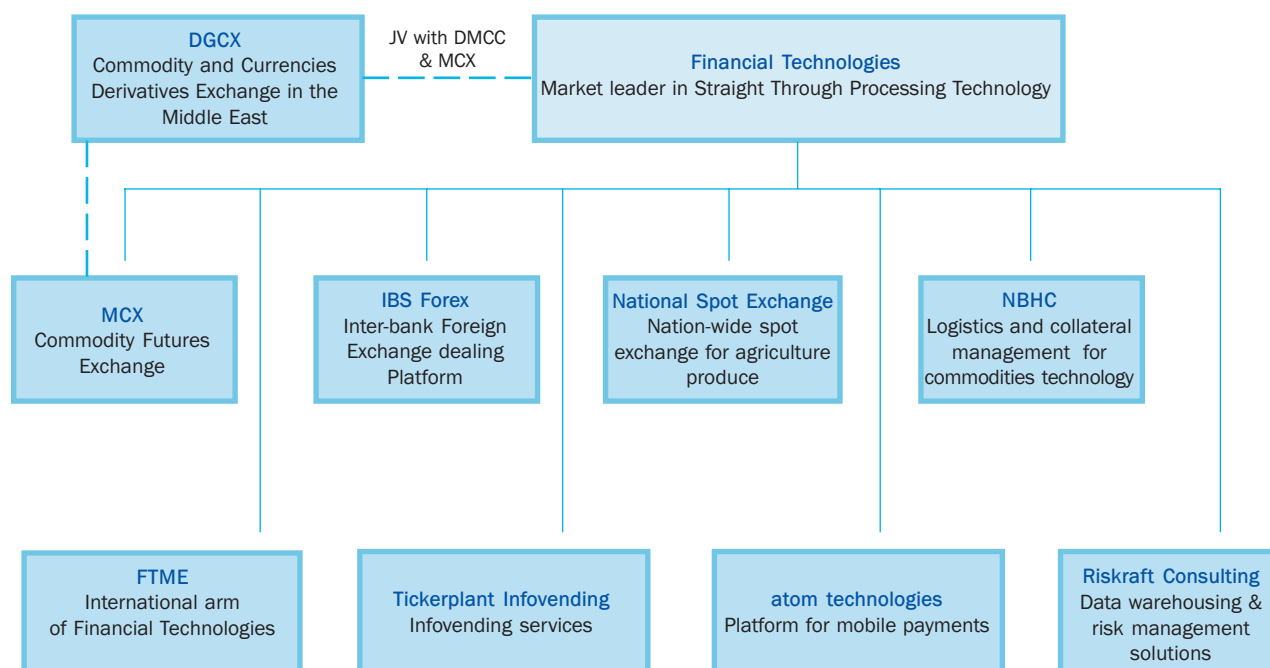 DGCX
Commodity and Currencies
Derivatives Exchange in the
Middle East
JV with DMCC
& MCX
Financial Technologies
Market leader in Straight Through Processing Technology
MCX
Commodity Futures
Exchange
IBS Forex
Inter-bank Foreign
Exchange dealing
Platform
National Spot Exchange
Nation-wide spot
exchange for agriculture
produce
NBHC
Logistics and collateral
management for
commodities technology
FTME
International arm
of Financial Technologies
Tickerplant Infovending
Infovending services
atom technologies
Platform for mobile payments
Riskraft Consulting
Data warehousing &
risk management
solutions